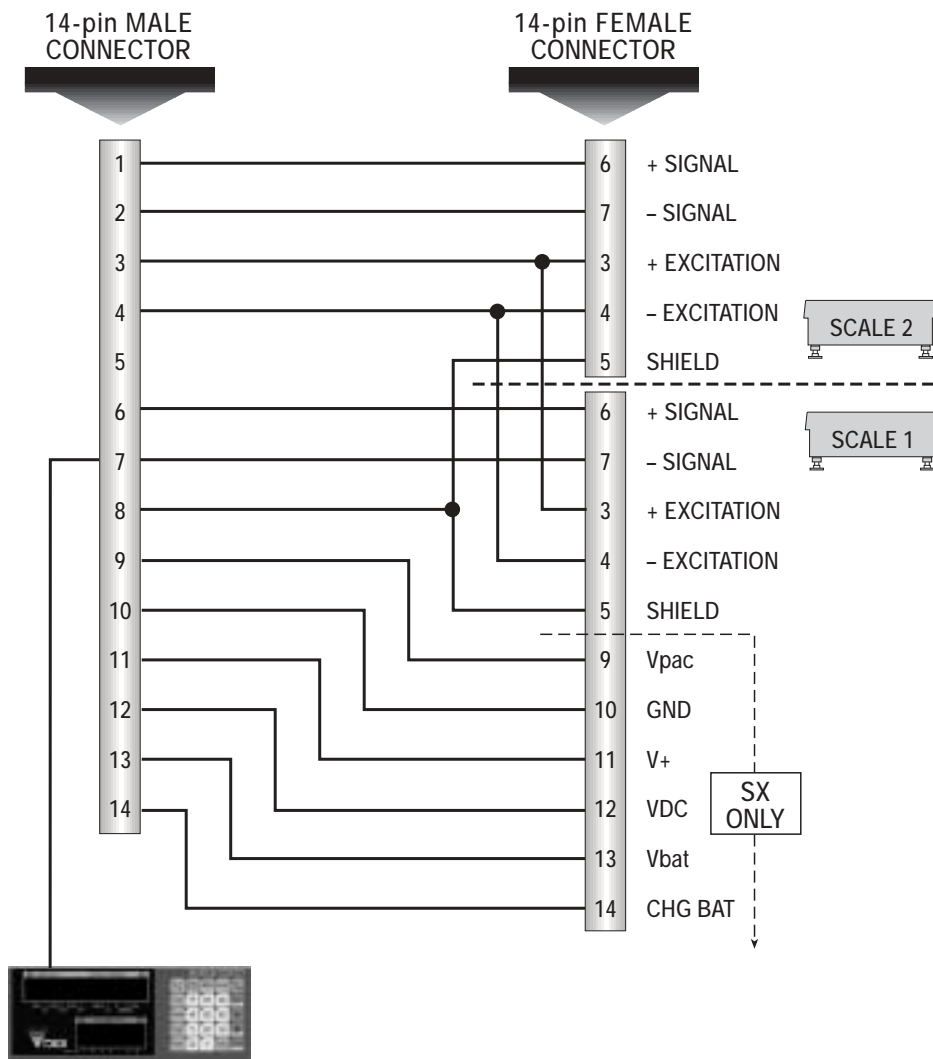 14-pin MALE
CONNECTOR
14-pin FEMALE
CONNECTOR
1
2
3
4
5
6
7
8
9
10
11
12
13
14
6 + SIGNAL
7 – SIGNAL
3 + EXCITATION
4 – EXCITATION
5 SHIELD
SCALE 2
6 + SIGNAL
7 – SIGNAL
3 + EXCITATION
4 – EXCITATION
5 SHIELD
SCALE 1
9 Vpac
10 GND
11 V+
12 VDC
13 Vbat
14 CHG BAT
SX
ONLY